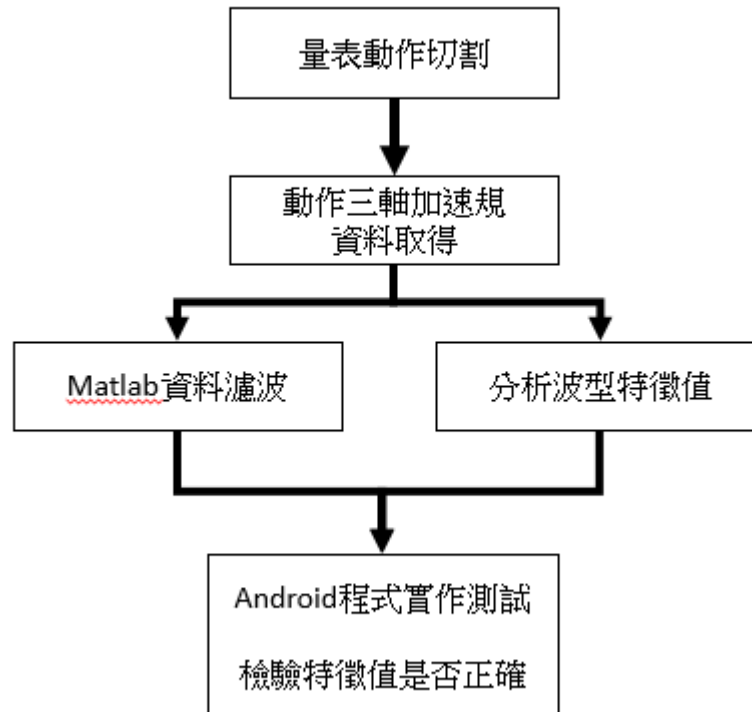 量表動作切割
動作三軸加速規
資料取得
Matlab資料濾波
分析波型特徵值
Android程式實作測試
檢驗特徵值是否正確